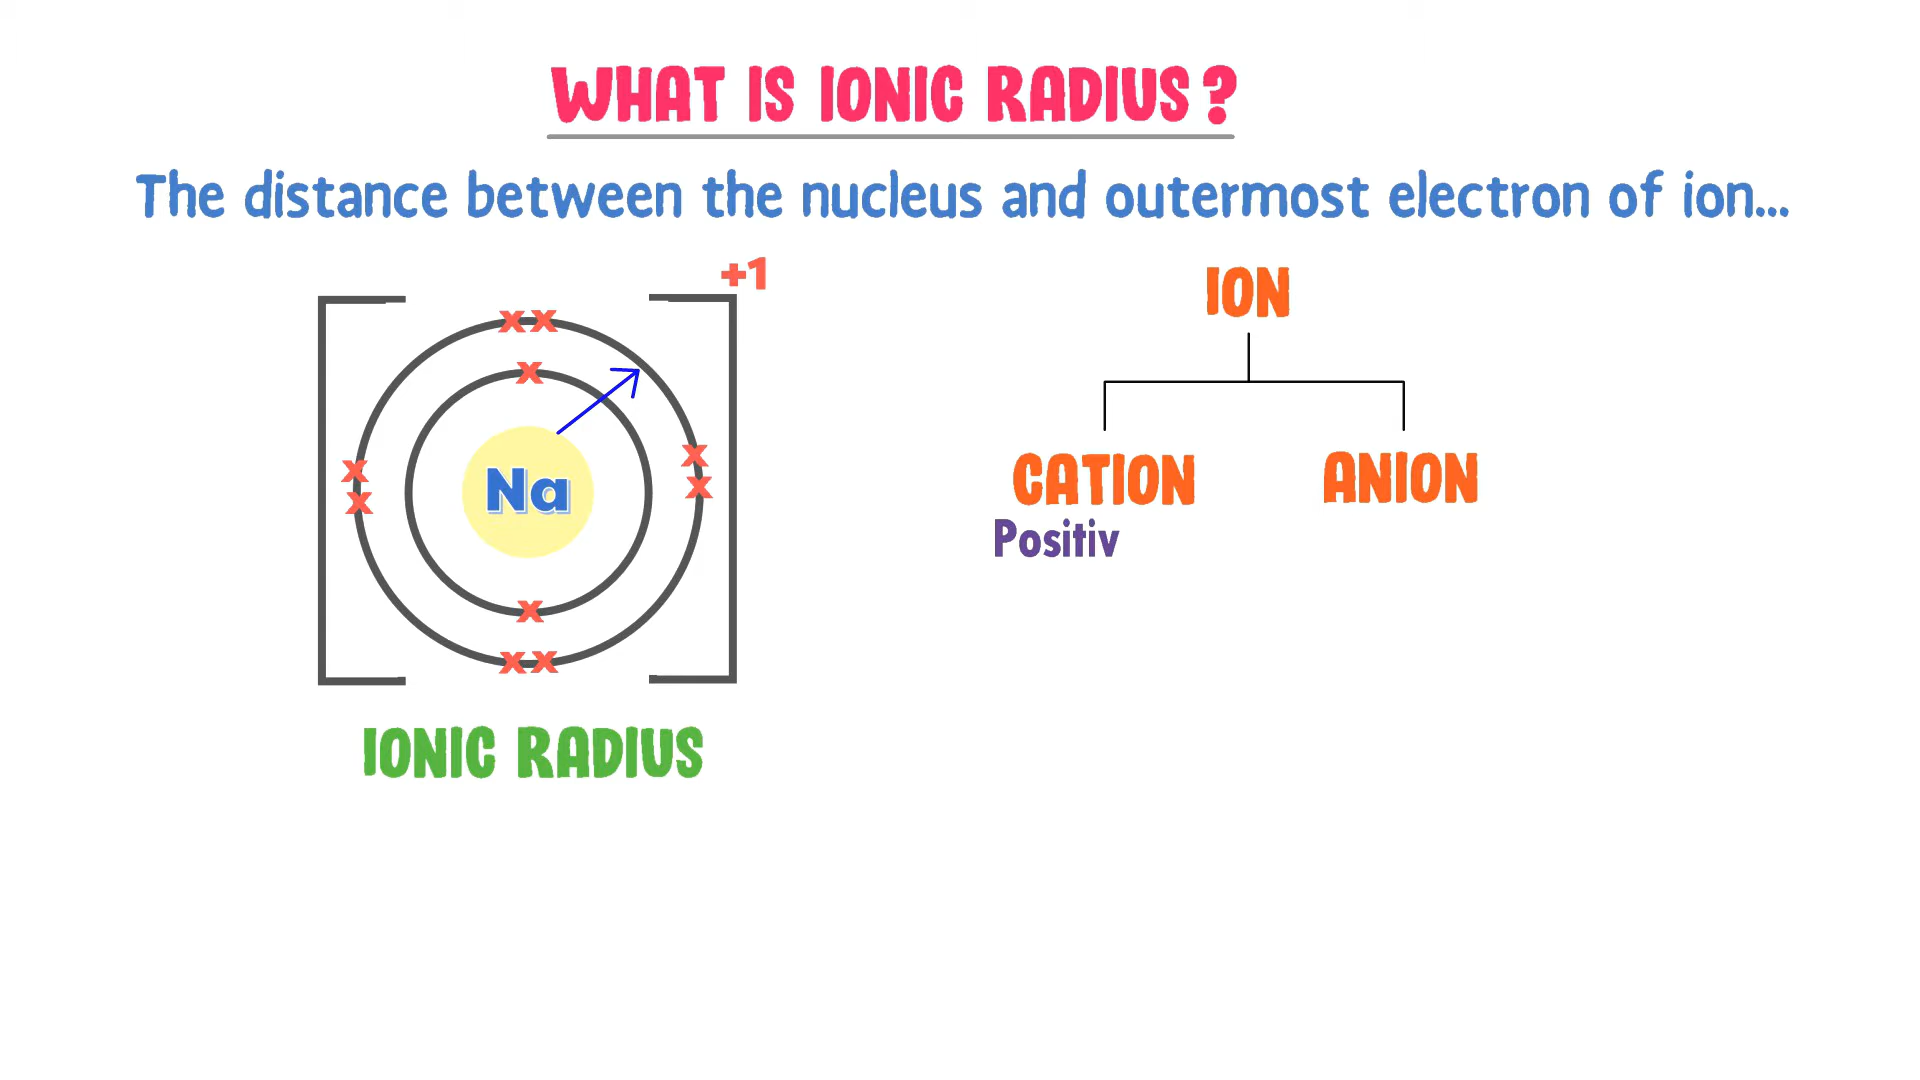 WHAT IS IONIC RADIUS?
The distance between the nucleus and outermost electron of ion...
+1
x x
x
x
x
Na
x
x
x
x x
IONIC RADIUS
ION
CATION ANION
Positiv